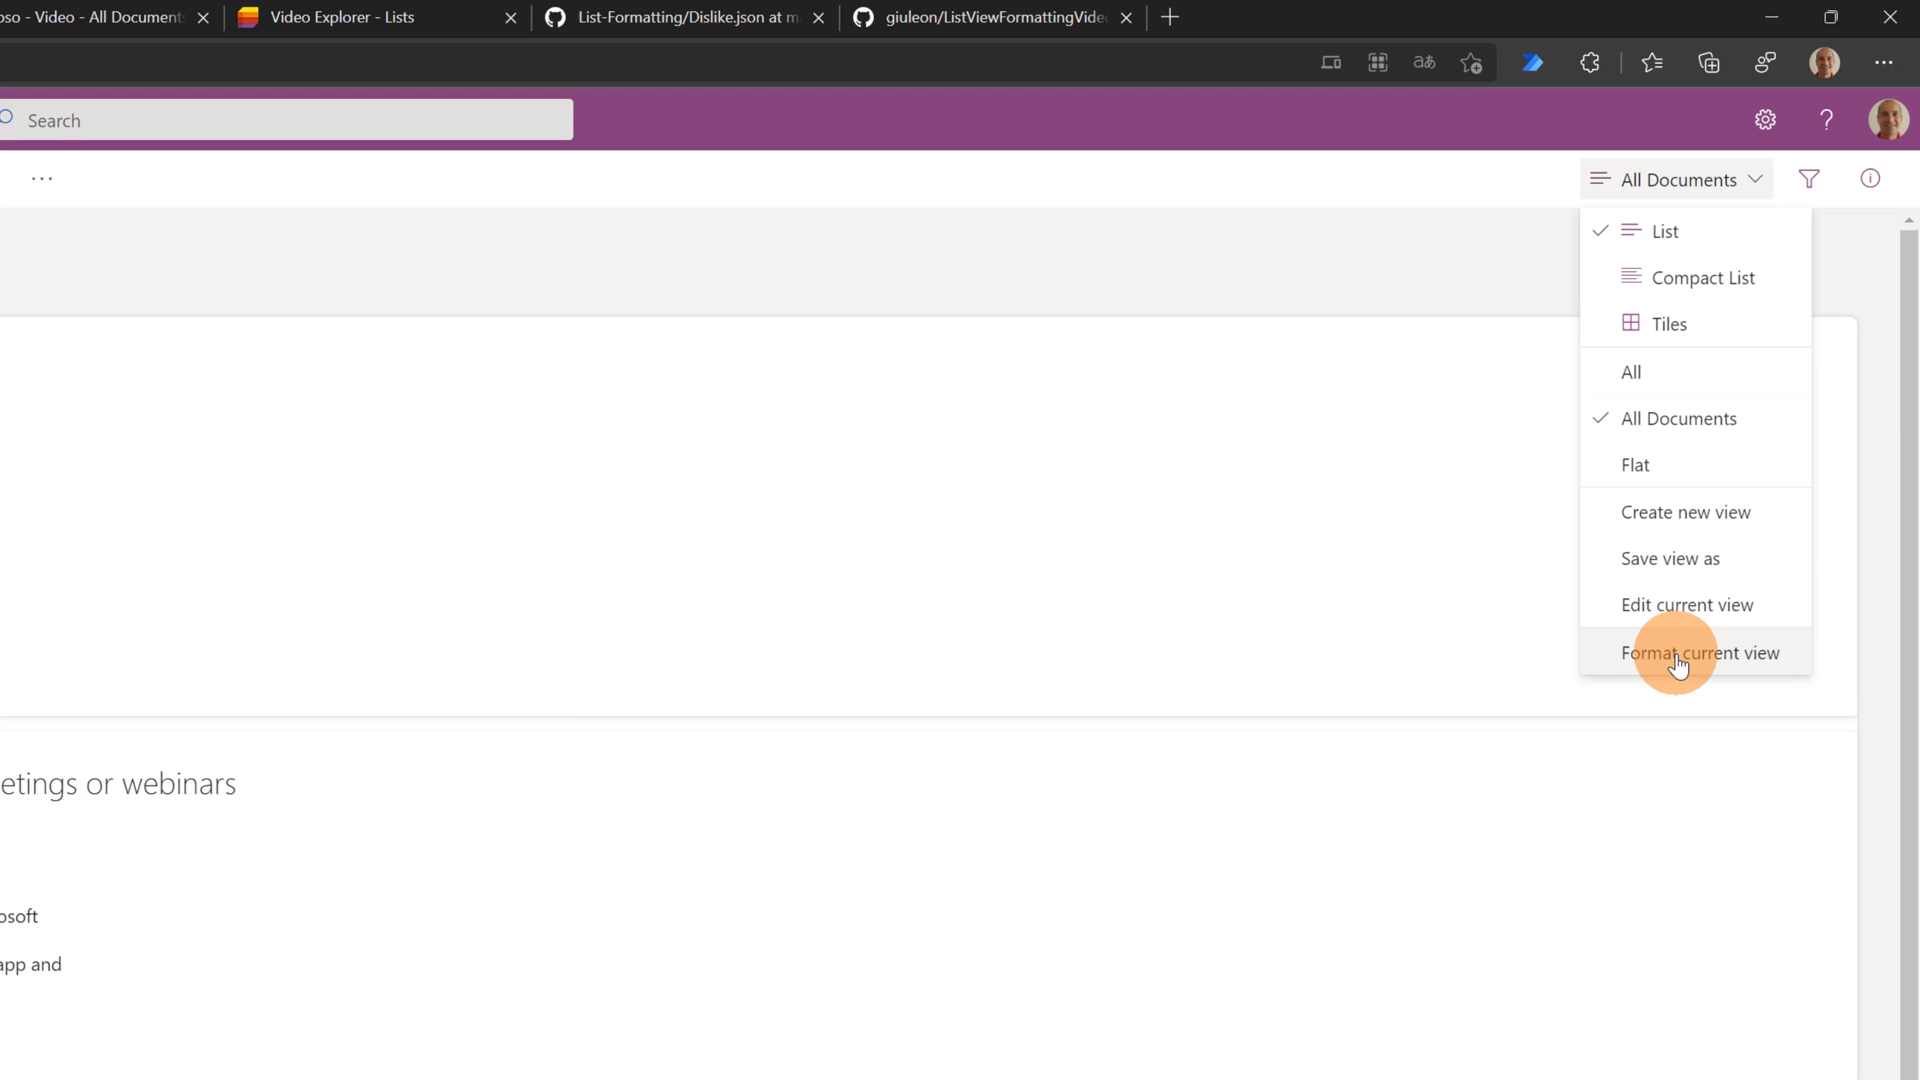 oso - Video - All Document
Video Explorer - Lists
List-Formatting/Dislike.json at m
giuleon/ListViewFormattingVide
aあ
Search
?
...
All Documents
List
Compact List
Tiles
All
All Documents
Flat
Create new view
Save view as
Edit current view
Format current view
etings or webinars
osoft
app and